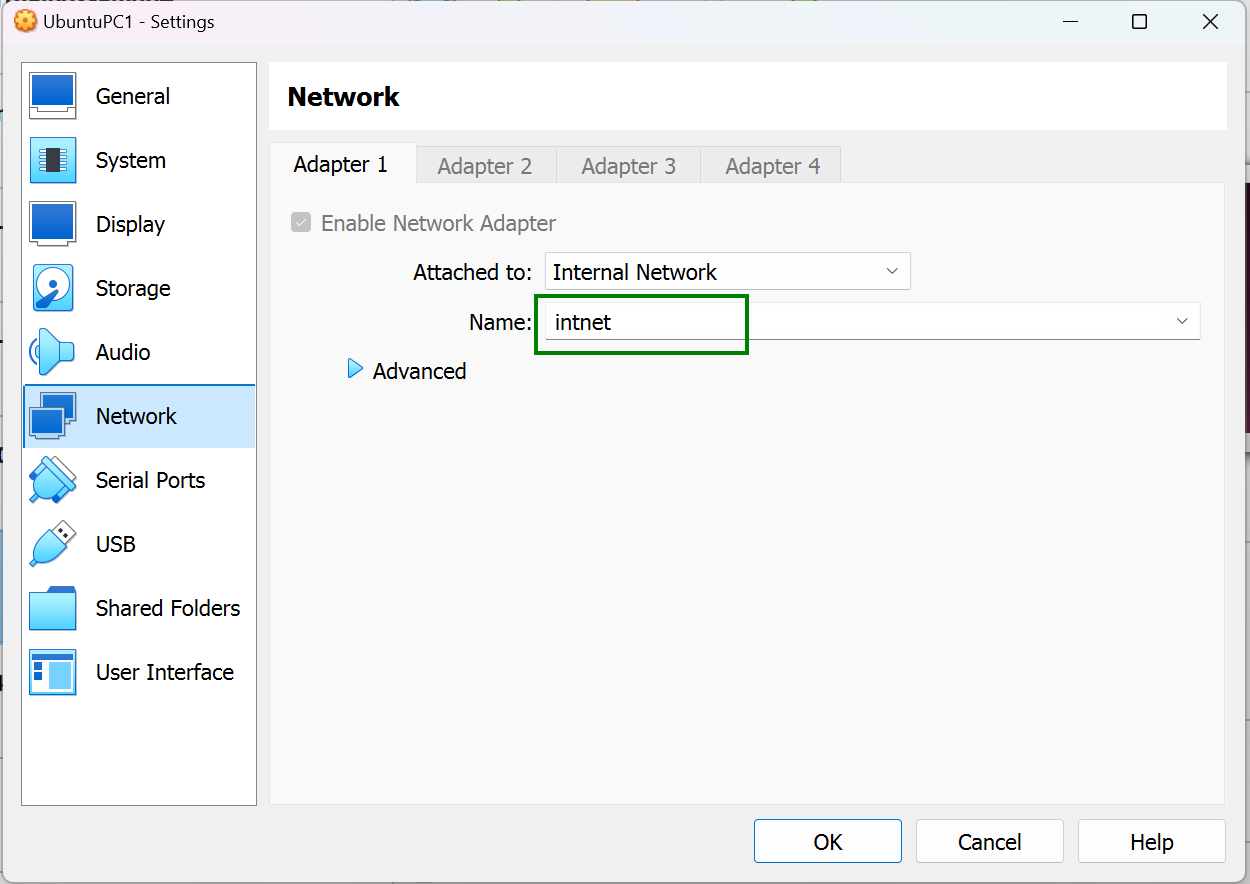 UbuntuPC1 - Settings
General
System
Display
Storage
Audio
Network
Serial Ports
USB
Shared Folders
User Interface
Network
Adapter 1
Adapter 2
Adapter 3
Adapter 4
Enable Network Adapter
Attached to: Internal Network
Name: intnet
Advanced
OK
Cancel
Help